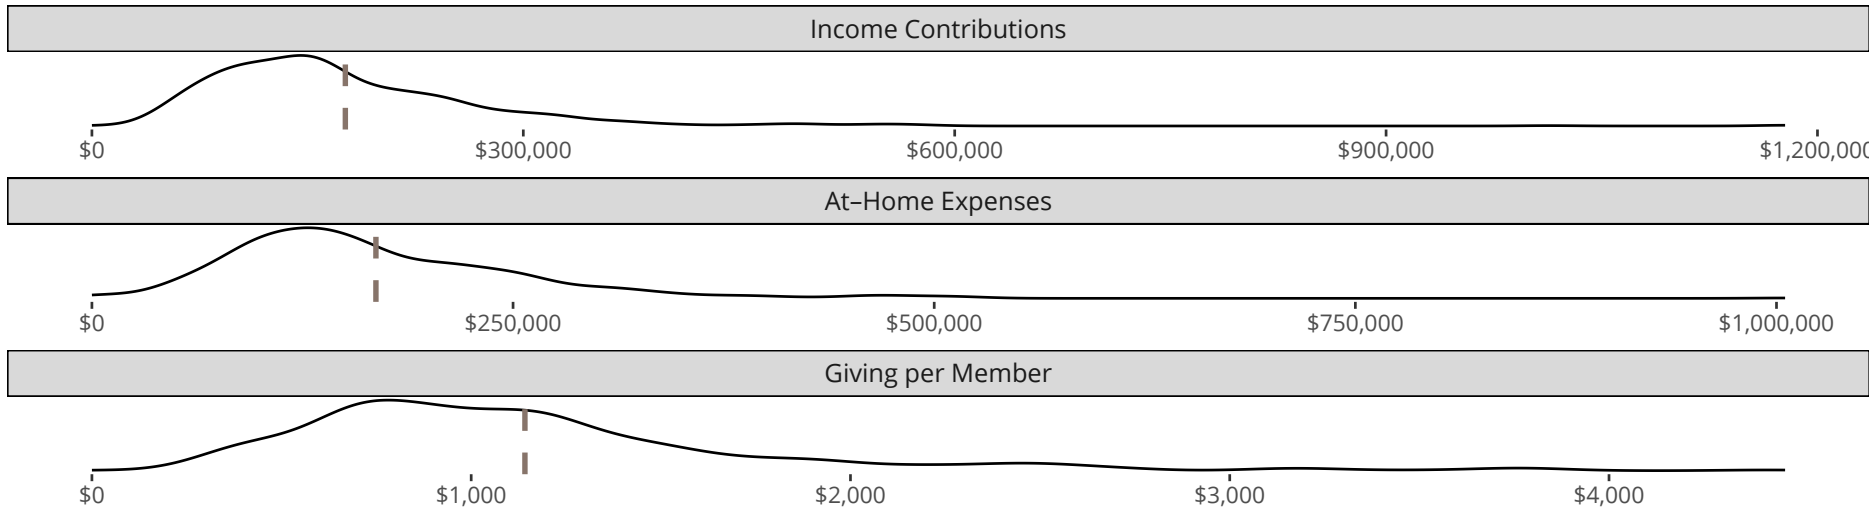 Income Contributions
$0 $300,000 $600,000 $900,000 $1,200,000
At–Home Expenses
$0 $250,000 $500,000 $750,000 $1,000,000
Giving per Member
$0 $1,000 $2,000 $3,000 $4,000